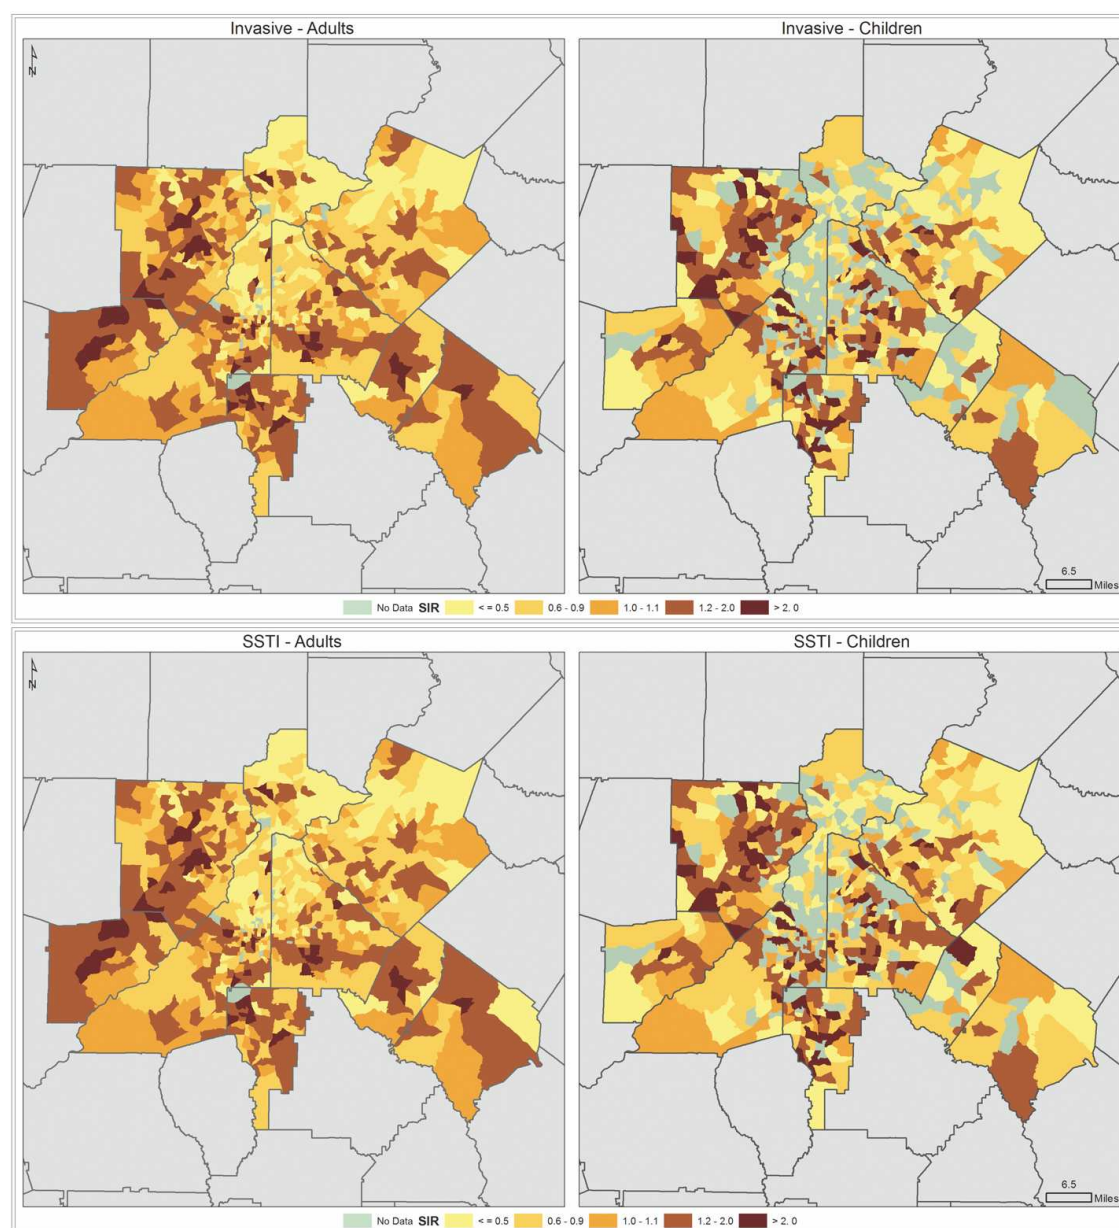 Invasive - Adults
Invasive - Children
N
6.5
Miles
No Data SIR < = 0.5 0.6 - 0.9 1.0 - 1.1 1.2 - 2.0 > 2. 0
SSTI - Adults
SSTI - Children
N
6.5
Miles
No Data SIR < = 0.5 0.6 - 0.9 1.0 - 1.1 1.2 - 2.0 > 2. 0